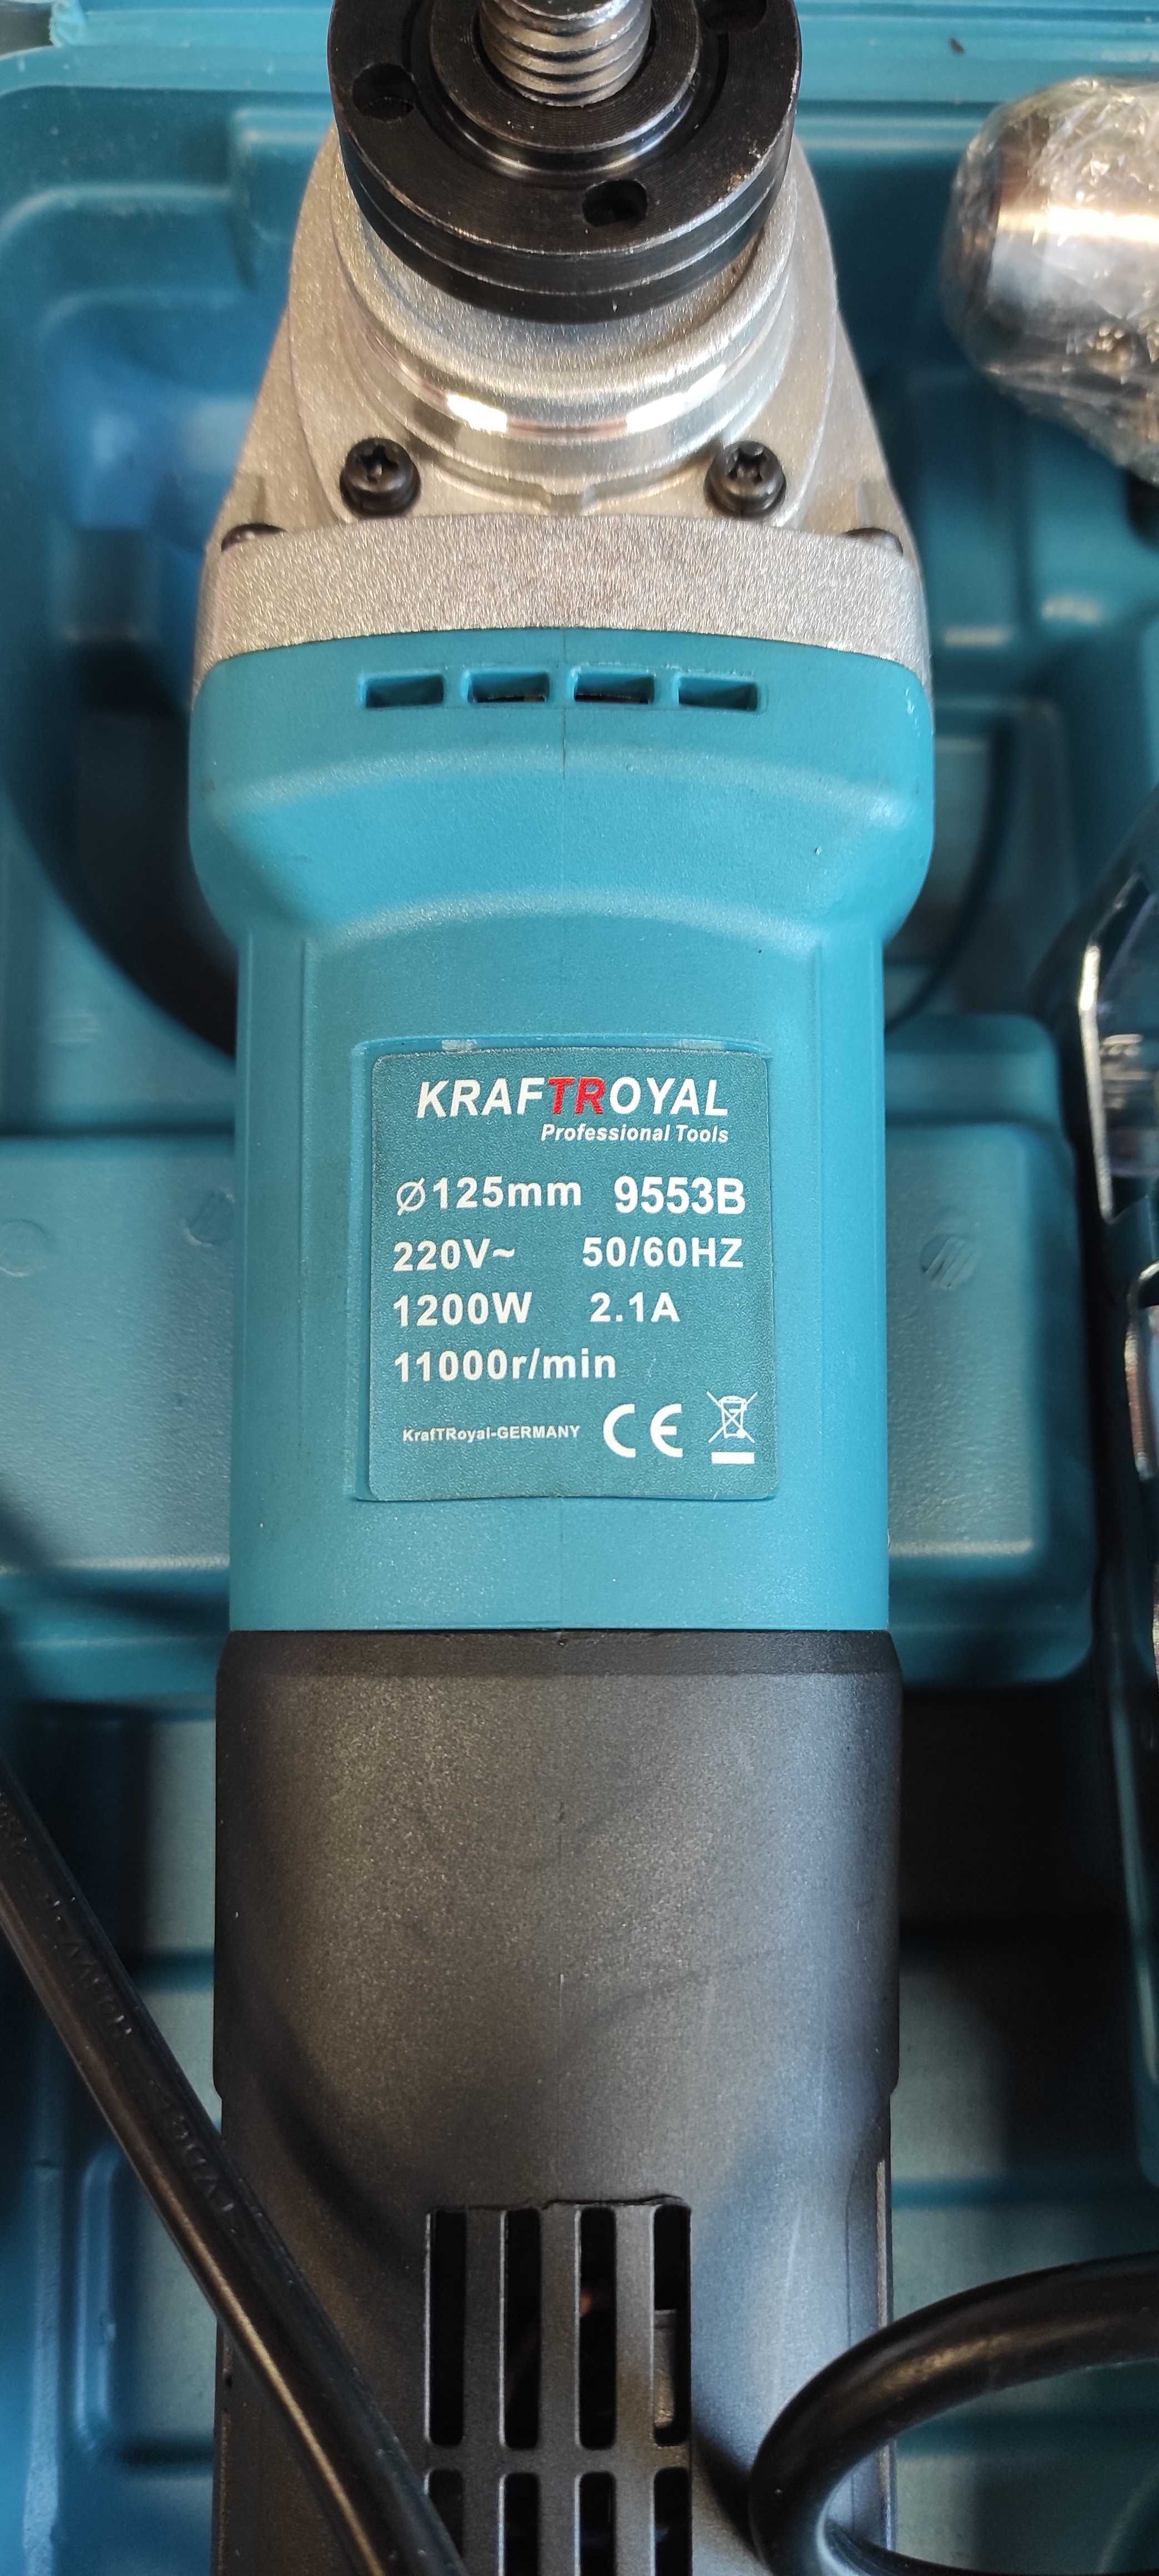 KRAFTROYAL
Professional Tools
Ø125mm 9553B
220V~ 50/60HZ
1200W 2.1A
11000r/min
KrafTRoyal-GERMANY CE